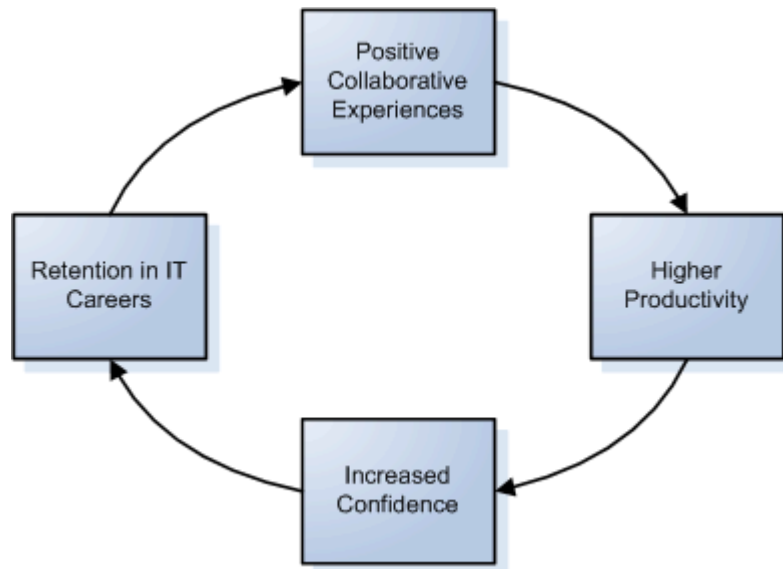 Positive
Collaborative
Experiences
Retention in IT
Careers
Higher
Productivity
Increased
Confidence